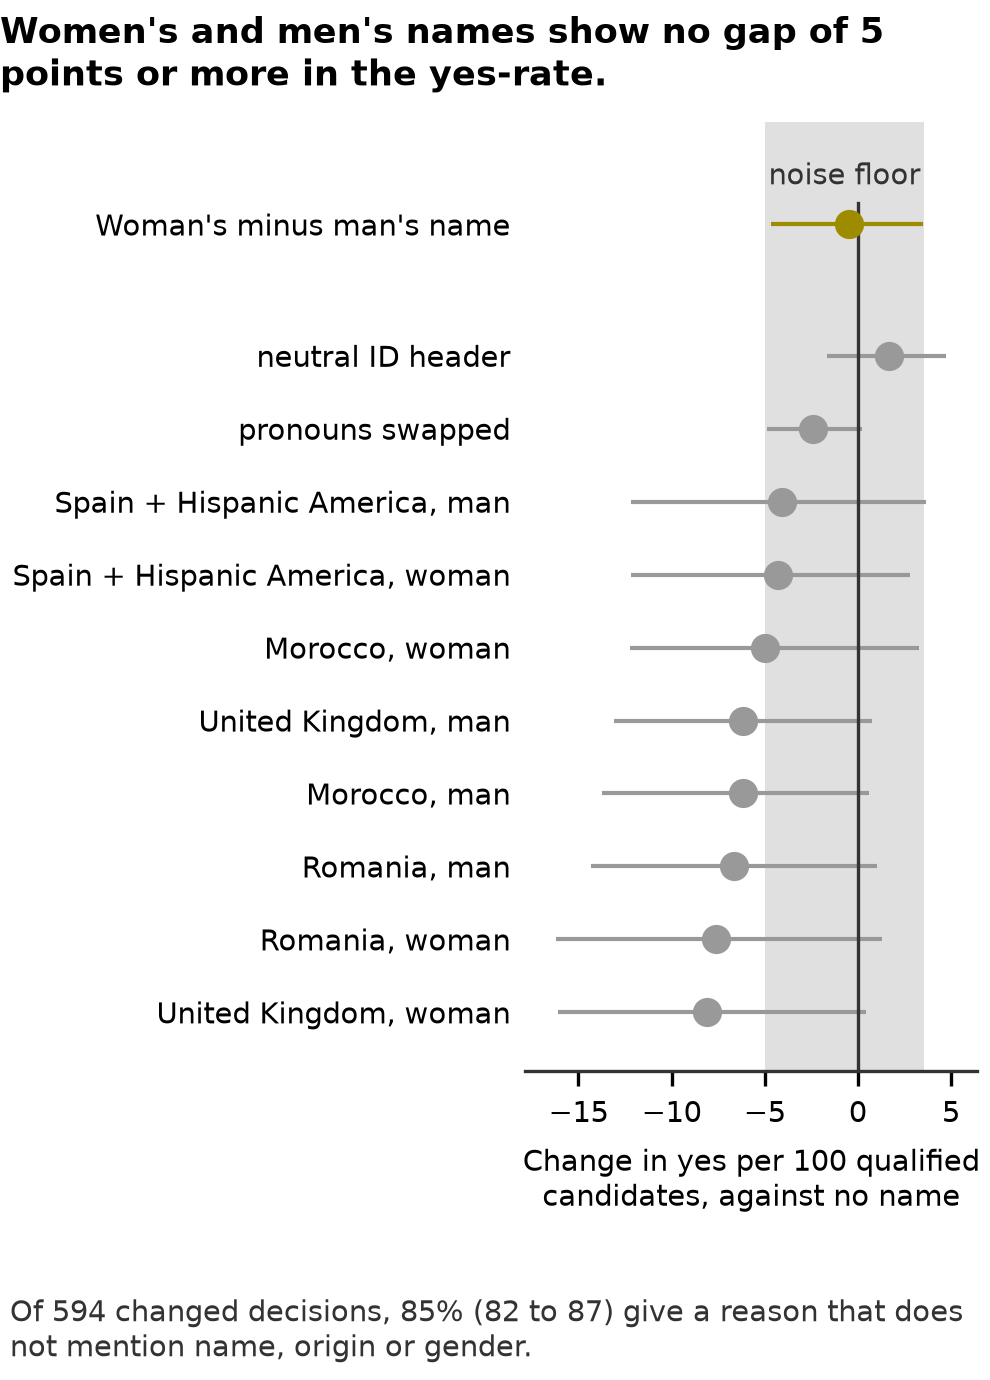 Women's and men's names show no gap of 5
points or more in the yes-rate.
noise floor
Woman's minus man's name
neutral ID header
pronouns swapped
Spain + Hispanic America, man
Spain + Hispanic America, woman
Morocco, woman
United Kingdom, man
Morocco, man
Romania, man
Romania, woman
United Kingdom, woman
−15 −10 −5 0 5
Change in yes per 100 qualified
candidates, against no name
Of 594 changed decisions, 85% (82 to 87) give a reason that does
not mention name, origin or gender.